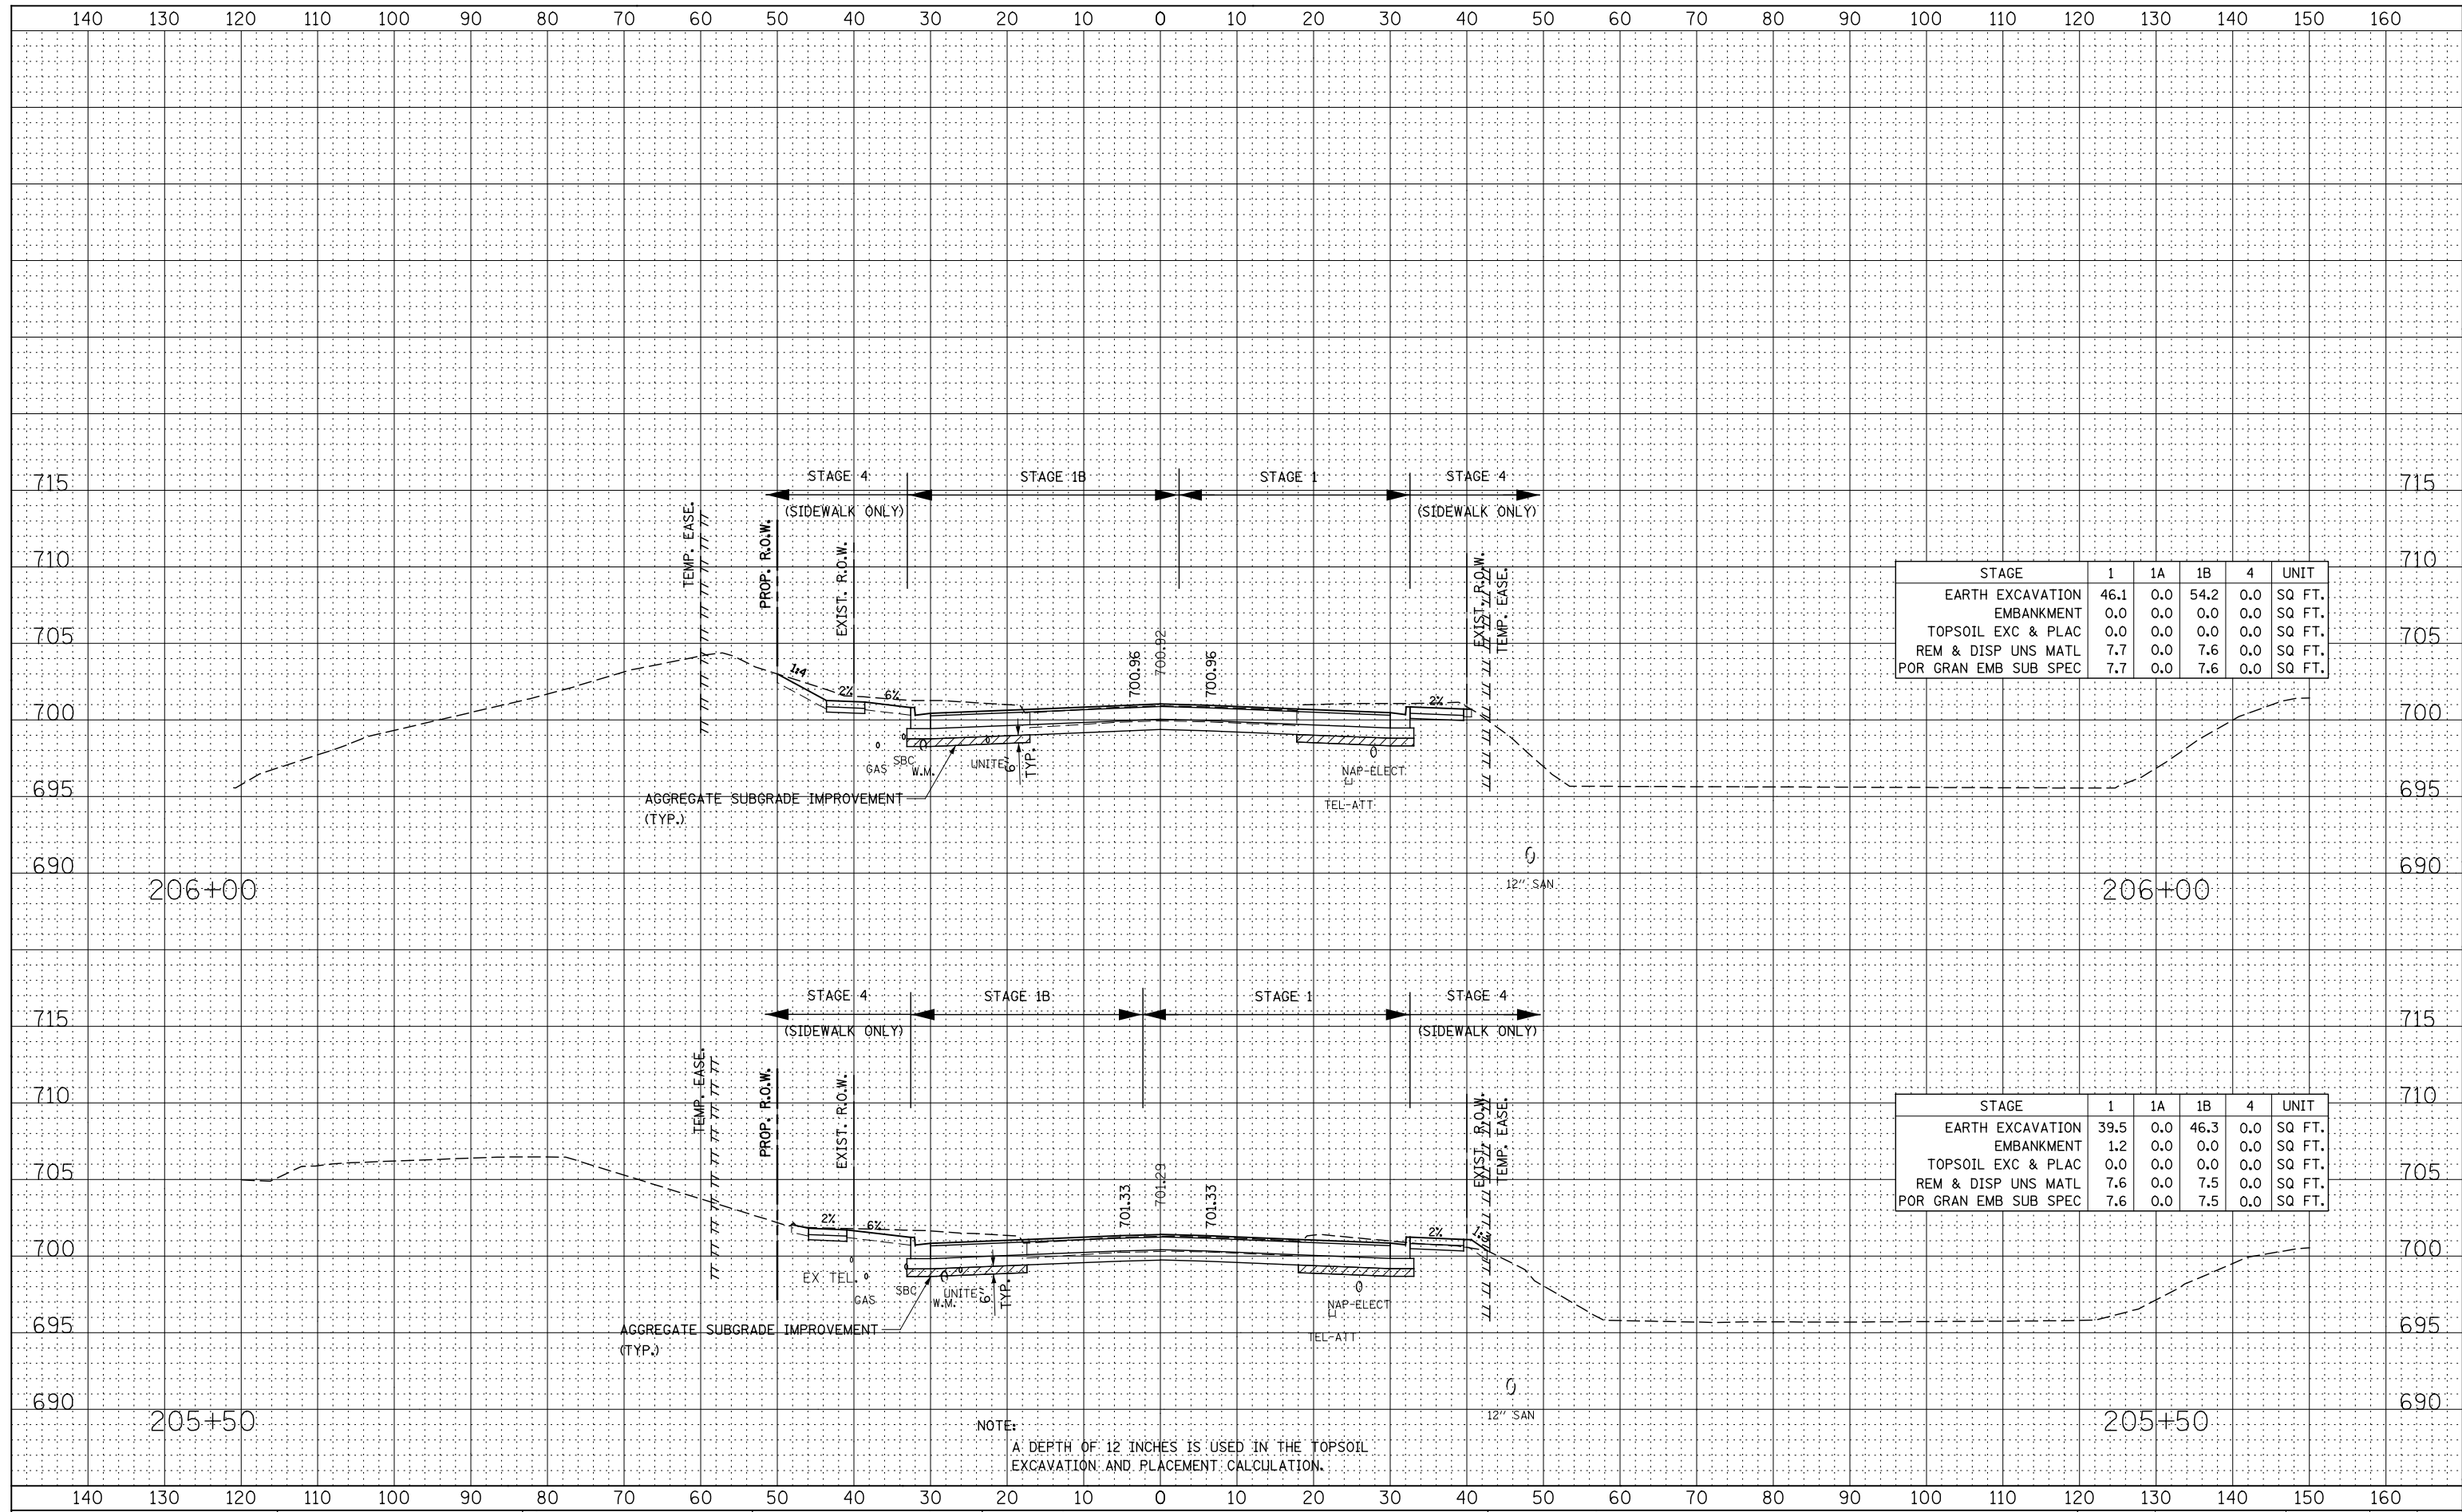 140 130 120 110 100 90 80 70 60 50 40 30 20 10 0 10 20 30 40 50 60 70 80 90 100 110 120 130 140 150 160
715 715
STAGE 4 STAGE 1B STAGE 1 STAGE 4
(SIDEWALK ONLY) (SIDEWALK ONLY)
TEMP. EASE.
PROP. R.O.W.
EXIST. R.O.W.
EXIST. R.O.W.
TEMP. EASE.
710 710
705 705
700.96
700.92
700.96
1:4
2%
6%
2%
700 700
GAS
SBC
W.M.
UNITE
6"
TYP.
NAP-ELECT
TEL-ATT
695 695
AGGREGATE SUBGRADE IMPROVEMENT
(TYP.)
690 690
12" SAN
206+00 206+00
STAGE 1 1A 1B 4 UNIT
EARTH EXCAVATION 46.1 0.0 54.2 0.0 SQ FT.
EMBANKMENT 0.0 0.0 0.0 0.0 SQ FT.
TOPSOIL EXC & PLAC 0.0 0.0 0.0 0.0 SQ FT.
REM & DISP UNS MATL 7.7 0.0 7.6 0.0 SQ FT.
POR GRAN EMB SUB SPEC 7.7 0.0 7.6 0.0 SQ FT.
STAGE 4 STAGE 1B STAGE 1 STAGE 4
715 715
(SIDEWALK ONLY) (SIDEWALK ONLY)
TEMP. EASE.
PROP. R.O.W.
EXIST. R.O.W.
EXIST. R.O.W.
TEMP. EASE.
710 710
705 705
701.33
701.29
701.33
2%
6%
2%
700 700
EX TEL.
GAS
SBC
W.M.
UNITE
6"
TYP.
NAP-ELECT
TEL-ATT
695 695
AGGREGATE SUBGRADE IMPROVEMENT
(TYP.)
690 690
12" SAN
205+50 205+50
STAGE 1 1A 1B 4 UNIT
EARTH EXCAVATION 39.5 0.0 46.3 0.0 SQ FT.
EMBANKMENT 1.2 0.0 0.0 0.0 SQ FT.
TOPSOIL EXC & PLAC 0.0 0.0 0.0 0.0 SQ FT.
REM & DISP UNS MATL 7.6 0.0 7.5 0.0 SQ FT.
POR GRAN EMB SUB SPEC 7.6 0.0 7.5 0.0 SQ FT.
NOTE:
A DEPTH OF 12 INCHES IS USED IN THE TOPSOIL
EXCAVATION AND PLACEMENT CALCULATION.
140 130 120 110 100 90 80 70 60 50 40 30 20 10 0 10 20 30 40 50 60 70 80 90 100 110 120 130 140 150 160